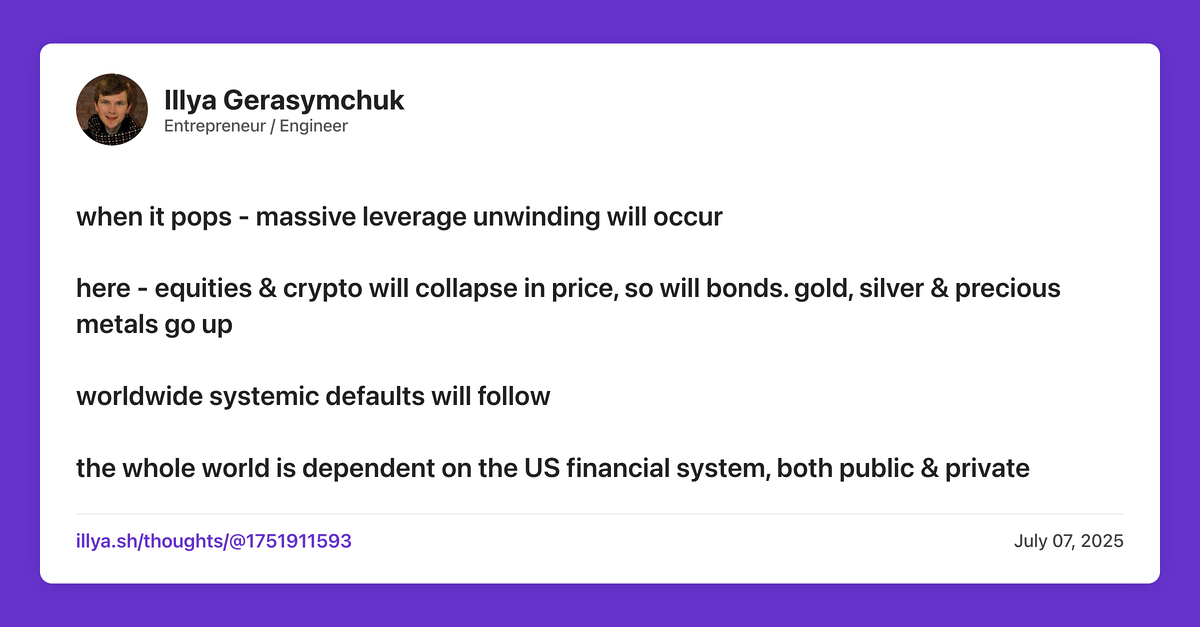 Illya Gerasymchuk
Entrepreneur / Engineer
when it pops - massive leverage unwinding will occur
here - equities & crypto will collapse in price, so will bonds. gold, silver & precious
metals go up
worldwide systemic defaults will follow
the whole world is dependent on the US financial system, both public & private
illya.sh/thoughts/@1751911593
July 07, 2025